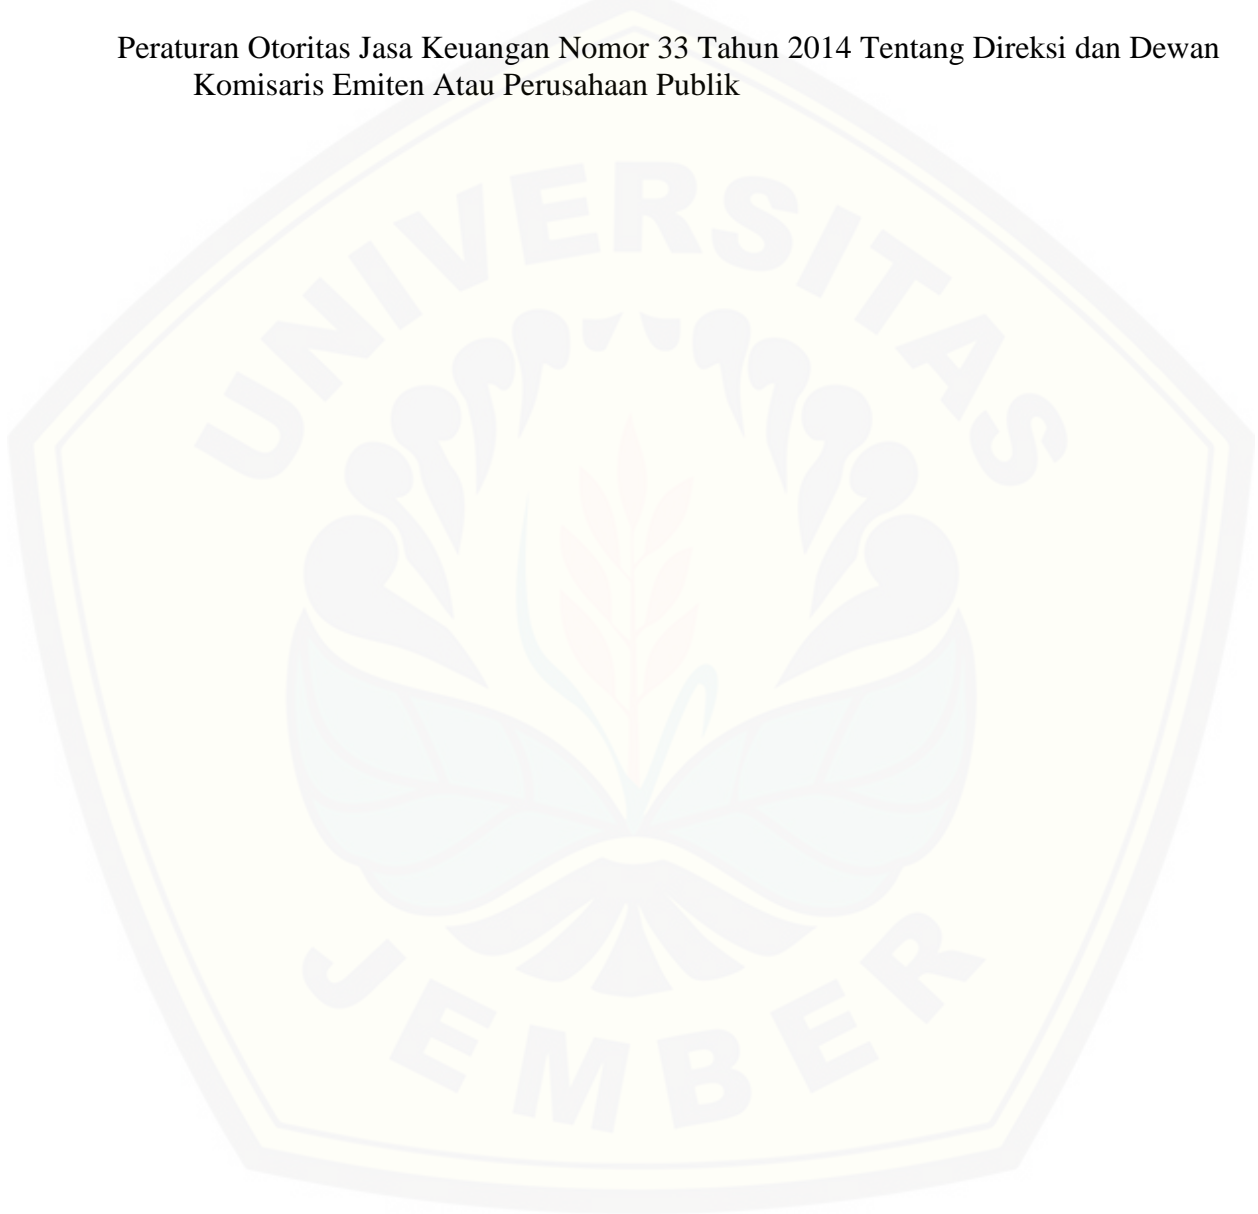 Peraturan Otoritas Jasa Keuangan Nomor 33 Tahun 2014 Tentang Direksi dan Dewan
Komisaris Emiten Atau Perusahaan Publik
UNIVERSITAS
JEMBER